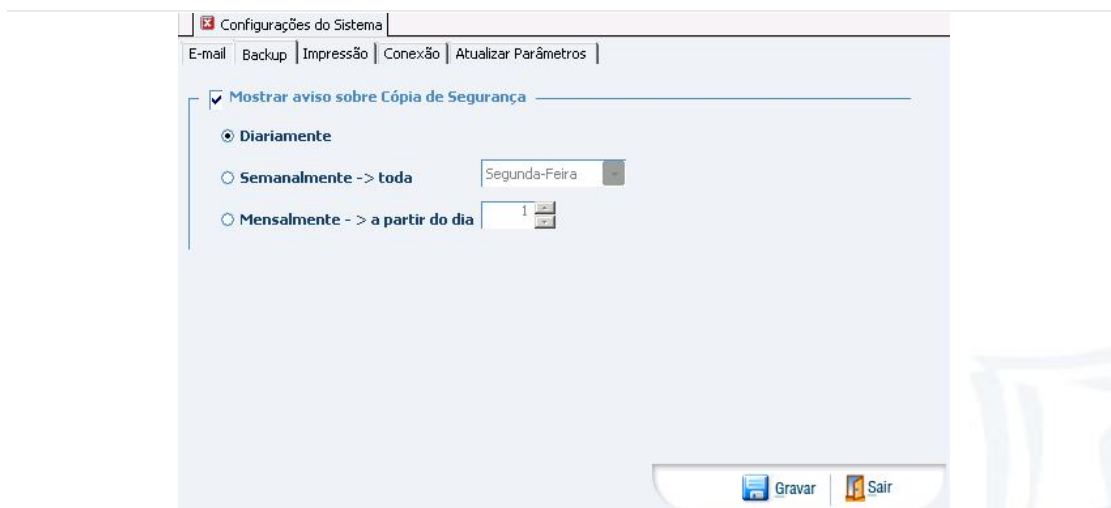 Configurações do Sistema
E-mail Backup Impressão Conexão Atualizar Parâmetros
Mostrar aviso sobre Cópia de Segurança
Diariamente
Semanalmente -> toda Segunda-Feira
Mensalmente - > a partir do dia 1
Gravar Sair